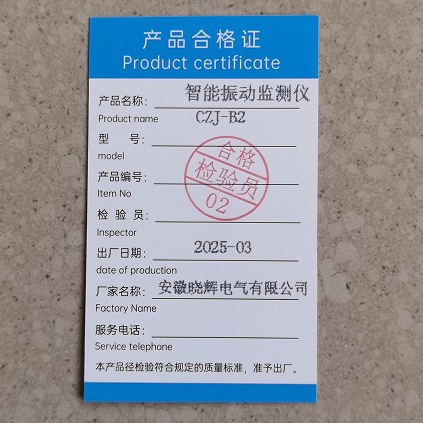 产品合格证
Product certificate
产品名称： 智能振动监测仪
Product name CZJ-B2
型 号：
model
合格
检验员
02
产品编号：
Item No
检 验 员：
Inspector
出厂日期： 2025-03
date of production
厂家名称： 安徽晓辉电气有限公司
Factory Name
服务电话：
Service telephone
本产品径检验符合规定的质量标准，准予出厂。